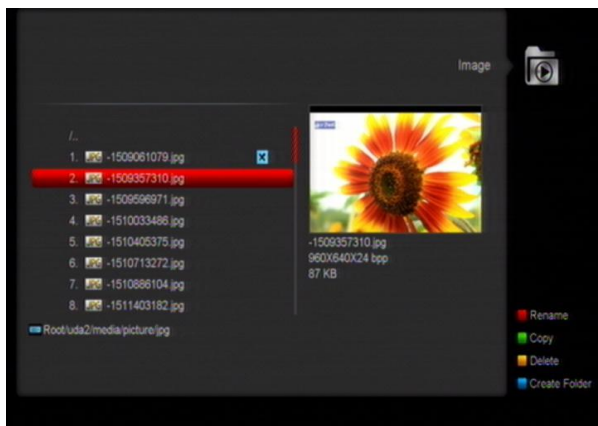 Image
/..
1. -1509061079.jpg X
2. -1509357310.jpg
3. -1509596971.jpg
4. -1510033486.jpg
5. -1510405375.jpg
6. -1510713272.jpg
7. -1510886104.jpg
8. -1511403182.jpg
-1509357310.jpg
960X640X24 bpp
87 KB
Root/uda2/media/picture/jpg
Rename
Copy
Delete
Create Folder